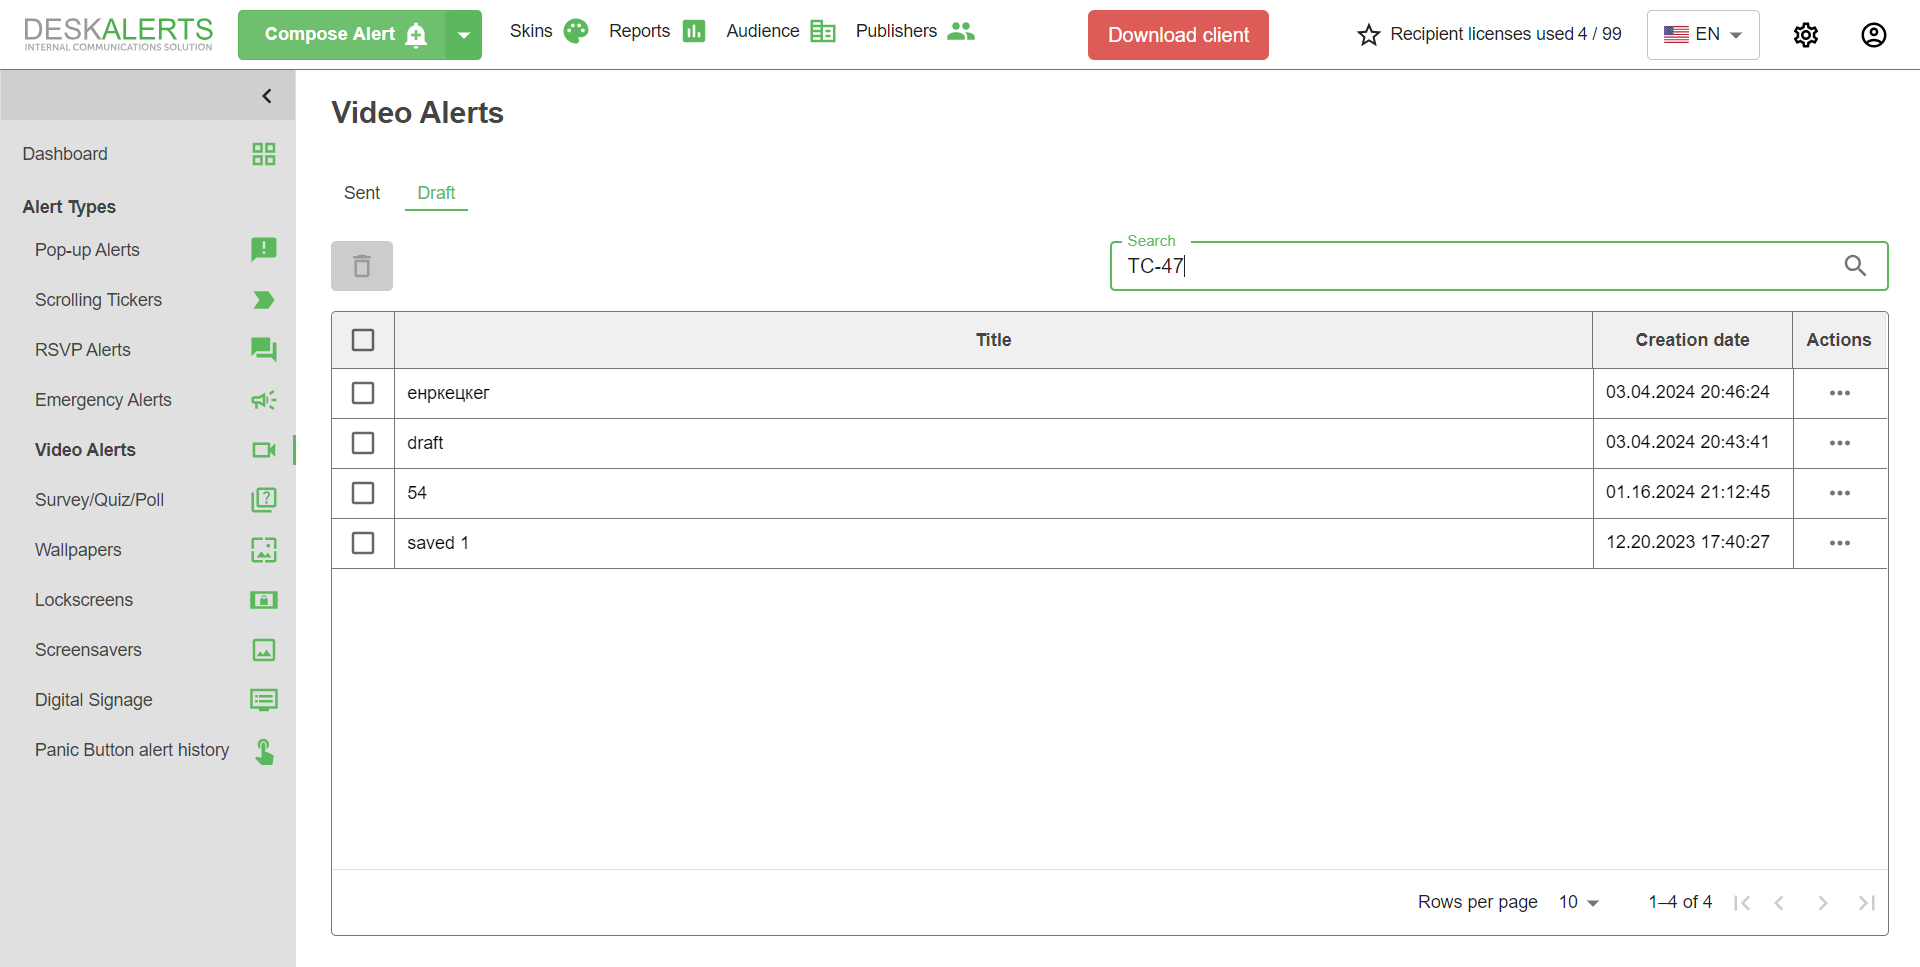 DESKALERTS
INTERNAL COMMUNICATIONS SOLUTION
Compose Alert
Skins
Reports
Audience
Publishers
Download client
Recipient licenses used 4 / 99
EN
Dashboard
Alert Types
Pop-up Alerts
Scrolling Tickers
RSVP Alerts
Emergency Alerts
Video Alerts
Survey/Quiz/Poll
Wallpapers
Lockscreens
Screensavers
Digital Signage
Panic Button alert history
Video Alerts
Sent
Draft
Search
TC-47
Title
Creation date
Actions
енркецкег
03.04.2024 20:46:24
draft
03.04.2024 20:43:41
54
01.16.2024 21:12:45
saved 1
12.20.2023 17:40:27
Rows per page
10
1–4 of 4